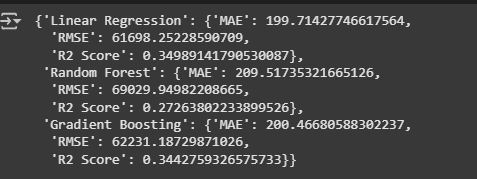 {'Linear Regression': {'MAE': 199.71427746617564,
'RMSE': 61698.25228590709,
'R2 Score': 0.34989141790530087},
'Random Forest': {'MAE': 209.51735321665126,
'RMSE': 69029.94982208665,
'R2 Score': 0.27263802233899526},
'Gradient Boosting': {'MAE': 200.46680588302237,
'RMSE': 62231.18729871026,
'R2 Score': 0.3442759326575733}}